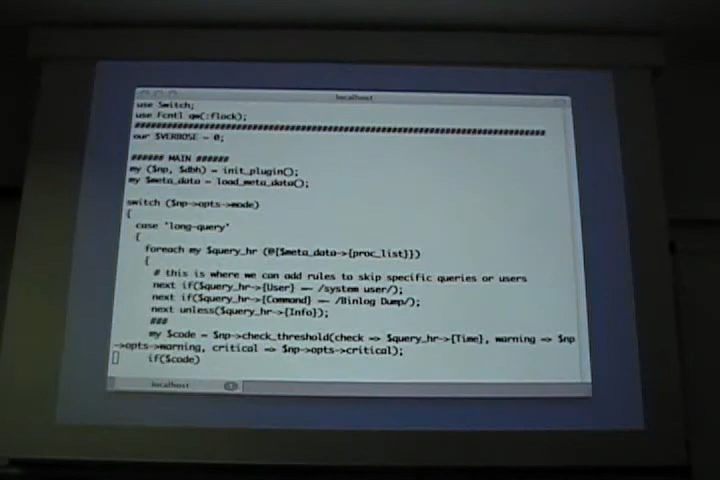 localhost
use Switch;
use Fcntl qw(:flock);
################################################################################
our $VERBOSE = 0;
###### MAIN ######
my ($np, $dbh) = init_plugin();
my $meta_data = load_meta_data();
switch ($np->opts->mode)
{
case 'long-query'
{
foreach my $query_hr (@{$meta_data->{proc_list}})
{
# this is where we can add rules to skip specific queries or users
next if($query_hr->{User} =~ /system user/);
next if($query_hr->{Command} =~ /Binlog Dump/);
next unless($query_hr->{Info});
###
my $code = $np->check_threshold(check => $query_hr->{Time}, warning => $np
->opts->warning, critical => $np->opts->critical);
if($code)
localhost